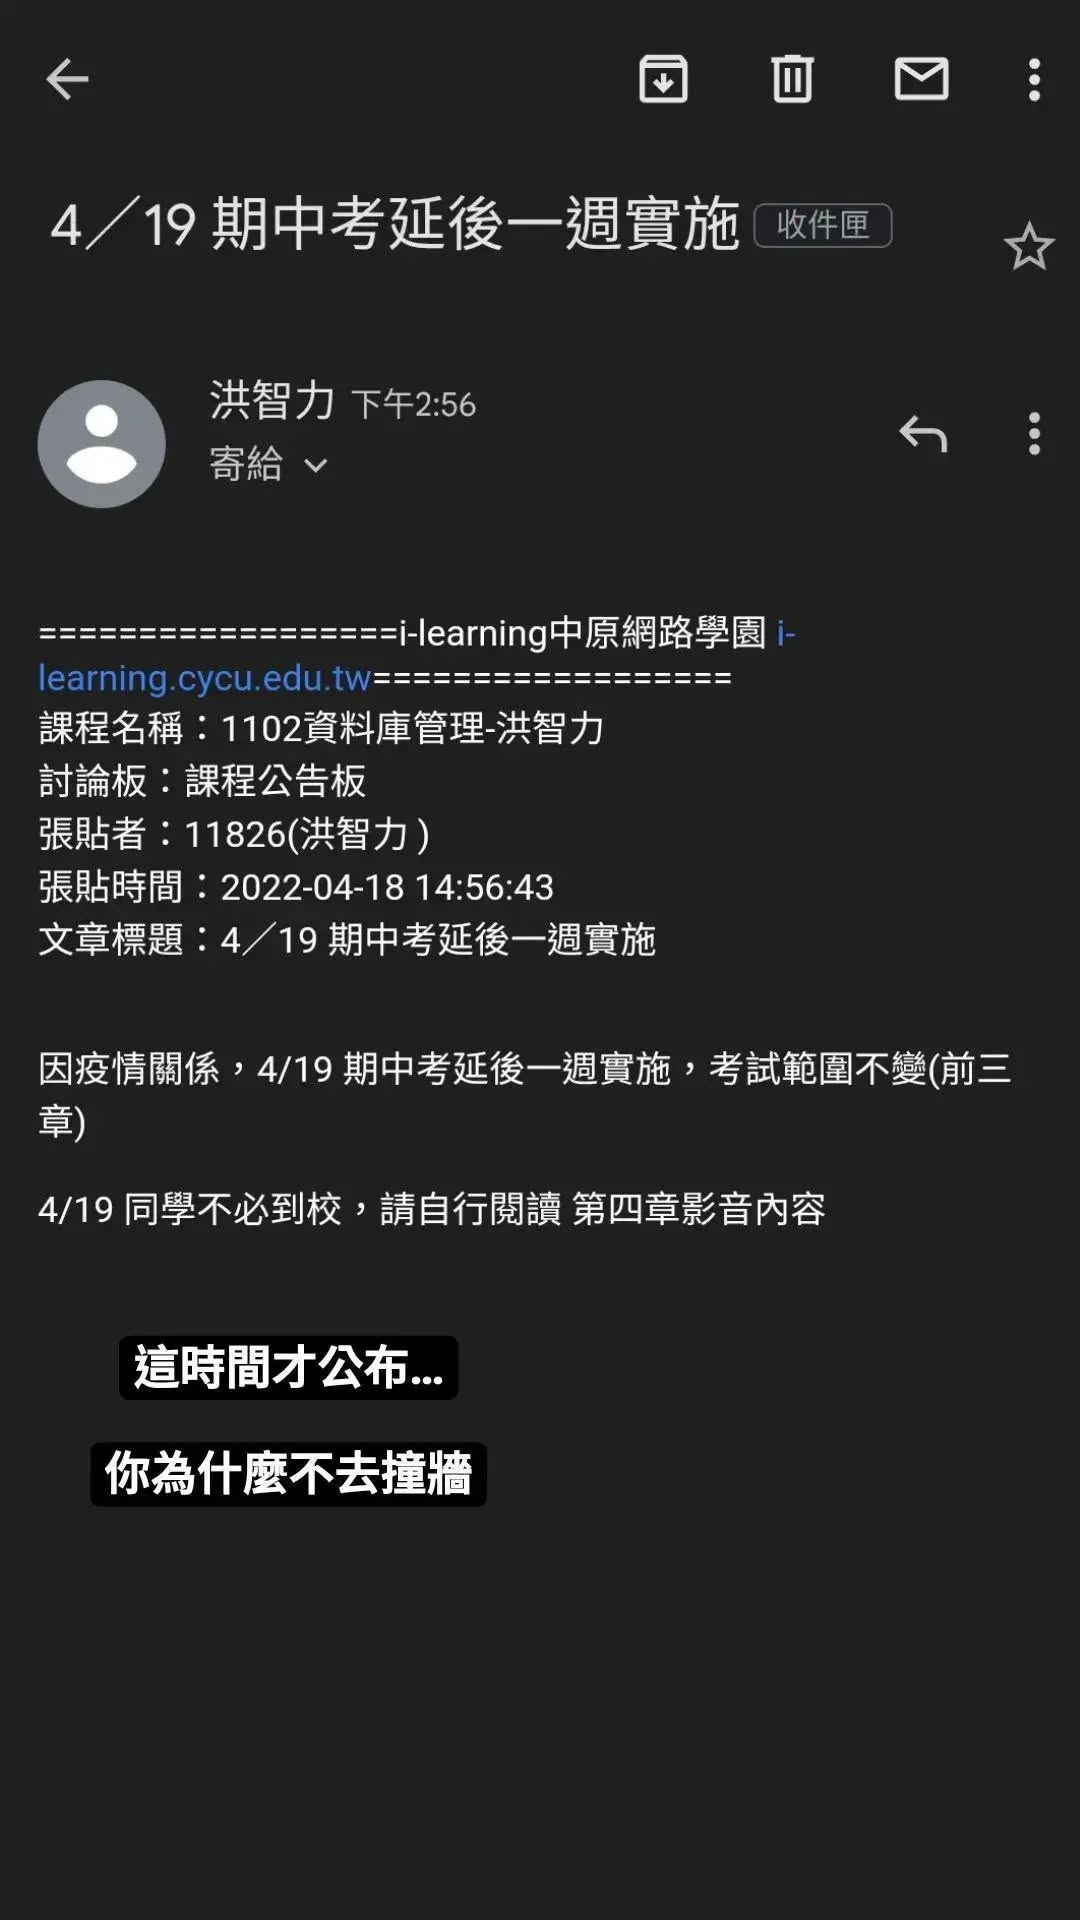 4／19 期中考延後一週實施 收件匣
洪智力 下午2:56
寄給
==================i-learning中原網路學園 i-
learning.cycu.edu.tw==================
課程名稱：1102資料庫管理-洪智力
討論板：課程公告板
張貼者：11826(洪智力 )
張貼時間：2022-04-18 14:56:43
文章標題：4／19 期中考延後一週實施
因疫情關係，4/19 期中考延後一週實施，考試範圍不變(前三
章)
4/19 同學不必到校，請自行閱讀 第四章影音內容
這時間才公布...
你為什麼不去撞牆